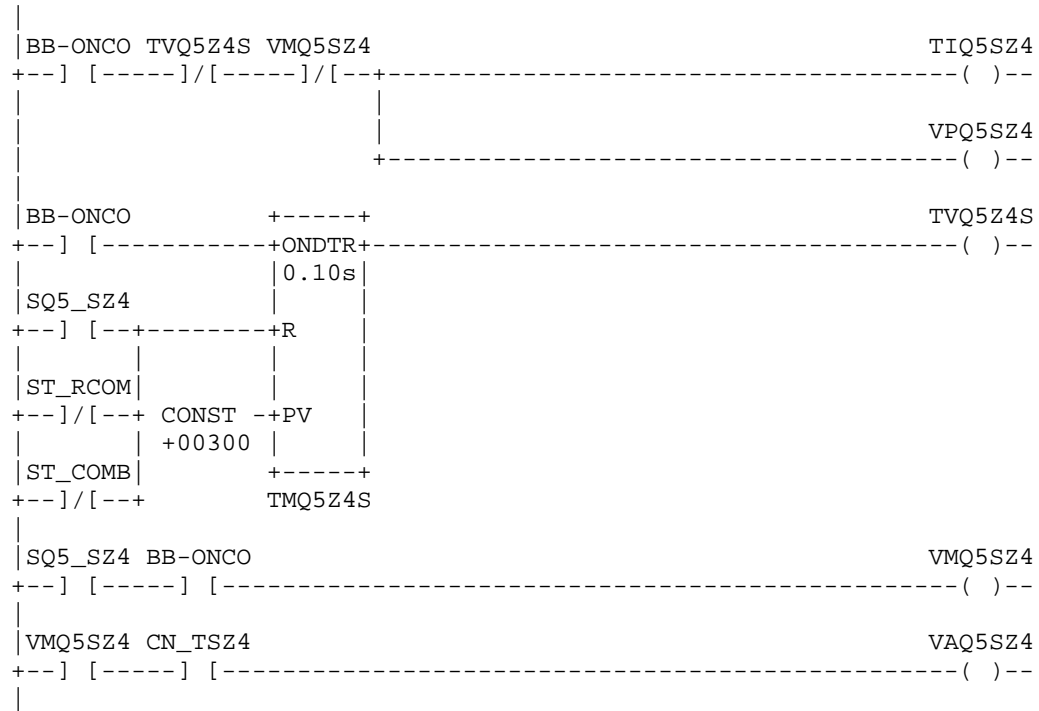 |
|BB-ONCO TVQ5Z4S VMQ5SZ4                                     TIQ5SZ4
+--] [-----]/[-----]/[--+--------------------------------------( )--
|                       |
|                       |                                    VPQ5SZ4
|                       +--------------------------------------( )--
|
|BB-ONCO         +-----+                                     TVQ5Z4S
+--] [-----------+ONDTR+---------------------------------------( )--
|                |0.10s|
|SQ5_SZ4         |     |
+--] [--+--------+R    |
|       |        |     |
|ST_RCOM|        |     |
+--]/[--+ CONST -+PV   |
|       | +00300 |     |
|ST_COMB|        +-----+
+--]/[--+        TMQ5Z4S
|
|SQ5_SZ4 BB-ONCO                                             VMQ5SZ4
+--] [-----] [-------------------------------------------------( )--
|
|VMQ5SZ4 CN_TSZ4                                             VAQ5SZ4
+--] [-----] [-------------------------------------------------( )--
|